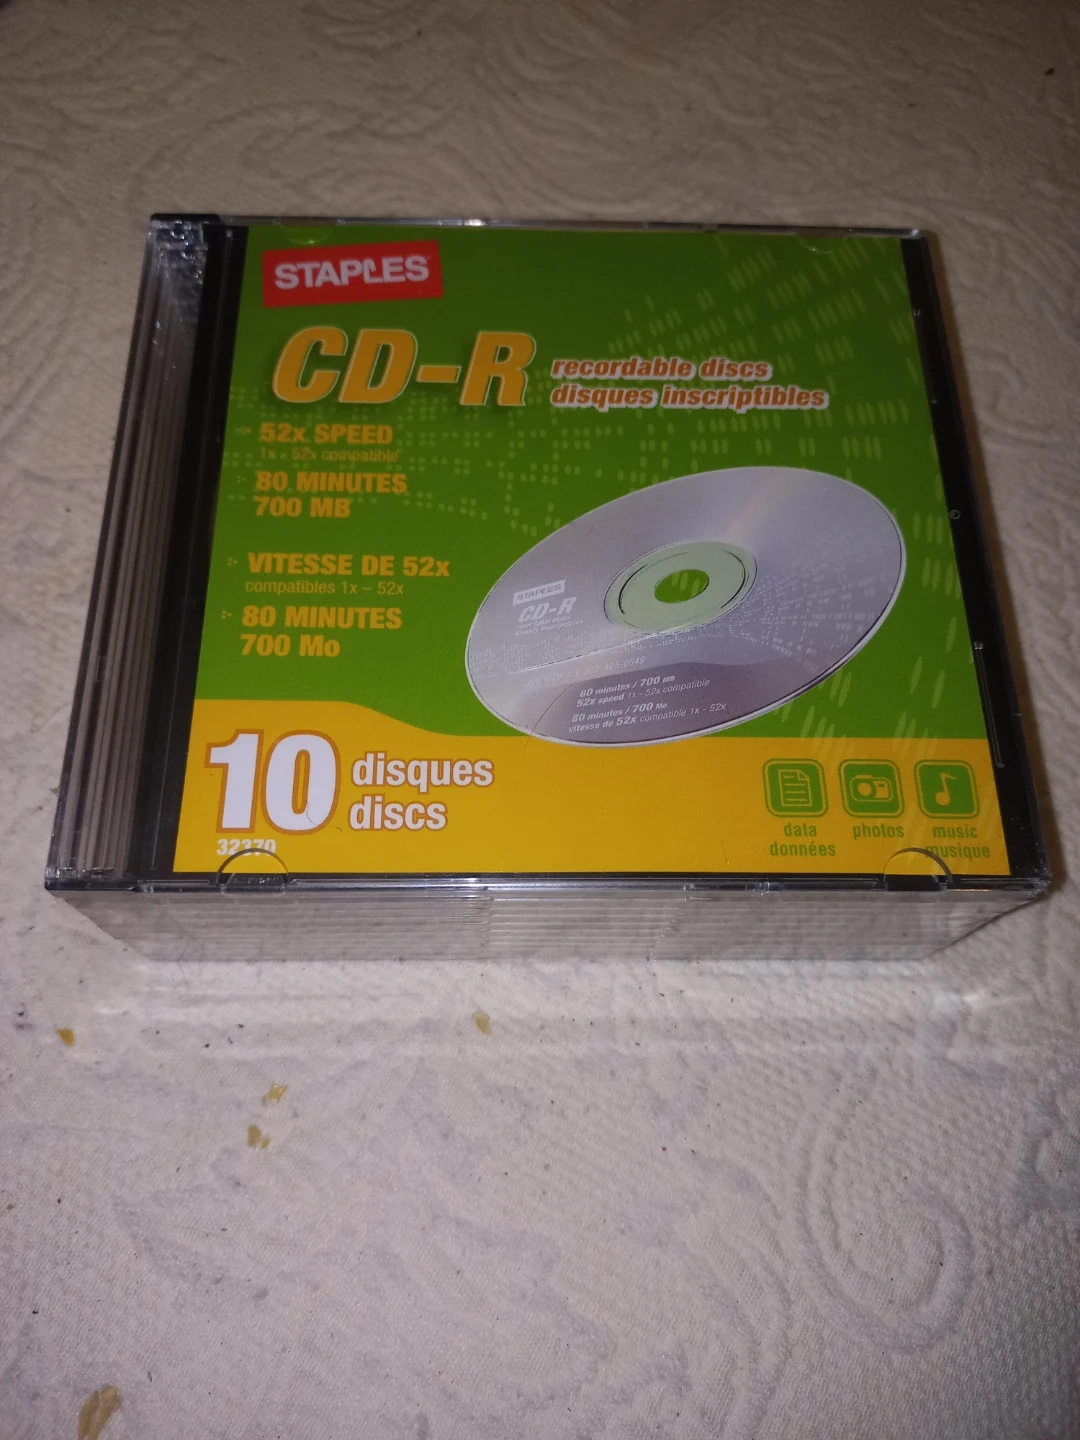 STAPLES
CD-R
recordable discs
disques inscriptibles
52x SPEED
1x - 52x compatible
80 MINUTES
700 MB
VITESSE DE 52x
compatibles 1x – 52x
80 MINUTES
700 Mo
STAPLES
CD-R
80 minutes / 700 MB
52x speed 1x - 52x compatible
80 minutes / 700 Mo
vitesse de 52x compatible 1x - 52x
10 disques
discs
32370
data
données
photos
music
musique